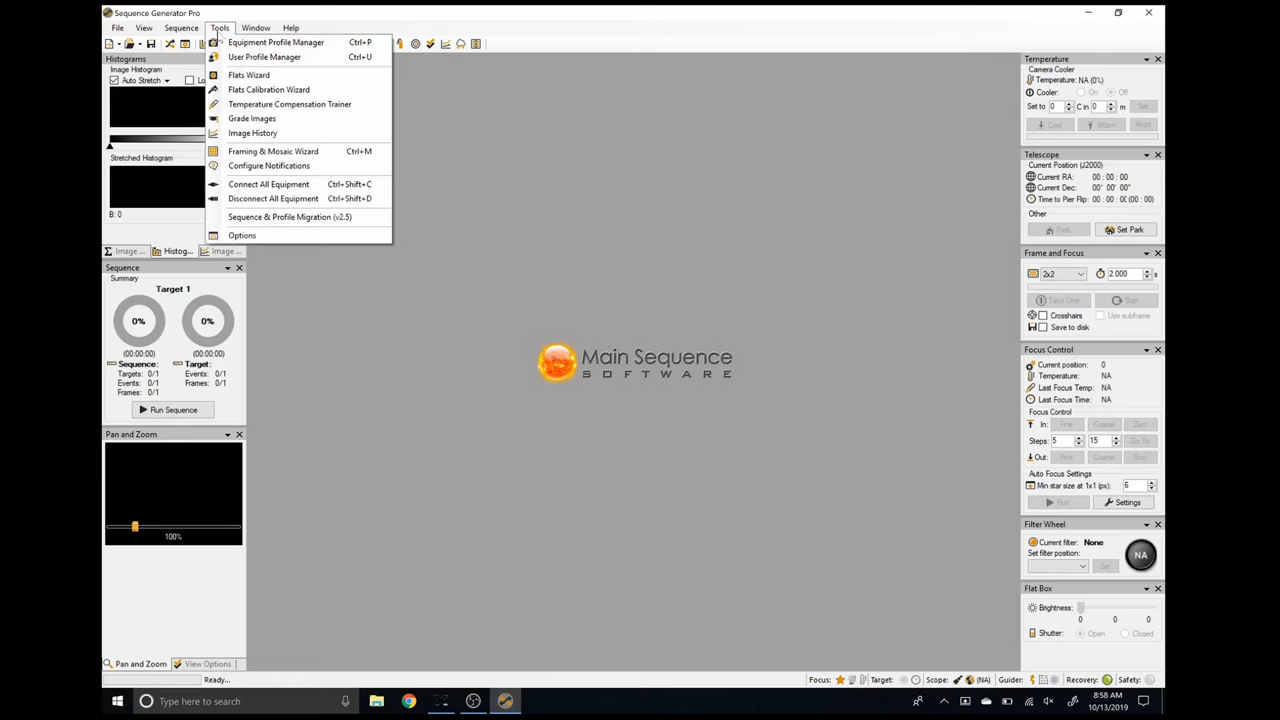 Sequence Generator Pro
File View Sequence Tools Window Help
Equipment Profile Manager Ctrl+P
User Profile Manager Ctrl+U
Flats Wizard
Flats Calibration Wizard
Temperature Compensation Trainer
Grade Images
Image History
Framing & Mosaic Wizard Ctrl+M
Configure Notifications
Connect All Equipment Ctrl+Shift+C
Disconnect All Equipment Ctrl+Shift+D
Sequence & Profile Migration (v2.5)
Options
Histograms
Image Histogram
Auto Stretch Lo
Stretched Histogram
B: 0
Image ... Histog... Image ...
Sequence
Summary
Target 1
0% 0%
(00:00:00) (00:00:00)
Sequence: Target:
Targets: 0/1 Events: 0/1
Events: 0/1 Frames: 0/1
Frames: 0/1
Run Sequence
Pan and Zoom
100%
Pan and Zoom View Options
Main Sequence
SOFTWARE
Temperature
Camera Cooler
Temperature: NA (0%)
Cooler: On Off
Set to 0 C in 0 m Set
Cool Warm Abort
Telescope
Current Position (J2000)
Current RA: 00 : 00 : 00
Current Dec: 00° 00' 00"
Time to Pier Flip: 00 : 00 : 00 (00 : 00)
Other
Park Set Park
Frame and Focus
2x2 2.000 s
Take One Start
Crosshairs Use subframe
Save to disk
Focus Control
Current position: 0
Temperature: NA
Last Focus Temp: NA
Last Focus Time: NA
Focus Control
In: Fine Coarse Zero
Steps: 5 15 Go To
Out: Fine Coarse Stop
Auto Focus Settings
Min star size at 1x1 (px): 6
Run Settings
Filter Wheel
Current filter: None
Set filter position:
Set
NA
Flat Box
Brightness:
0 0 0
Shutter: Open Closed
Ready... Focus: Target: Scope: (NA) Guider: Recovery: Safety:
Type here to search
8:58 AM
10/13/2019